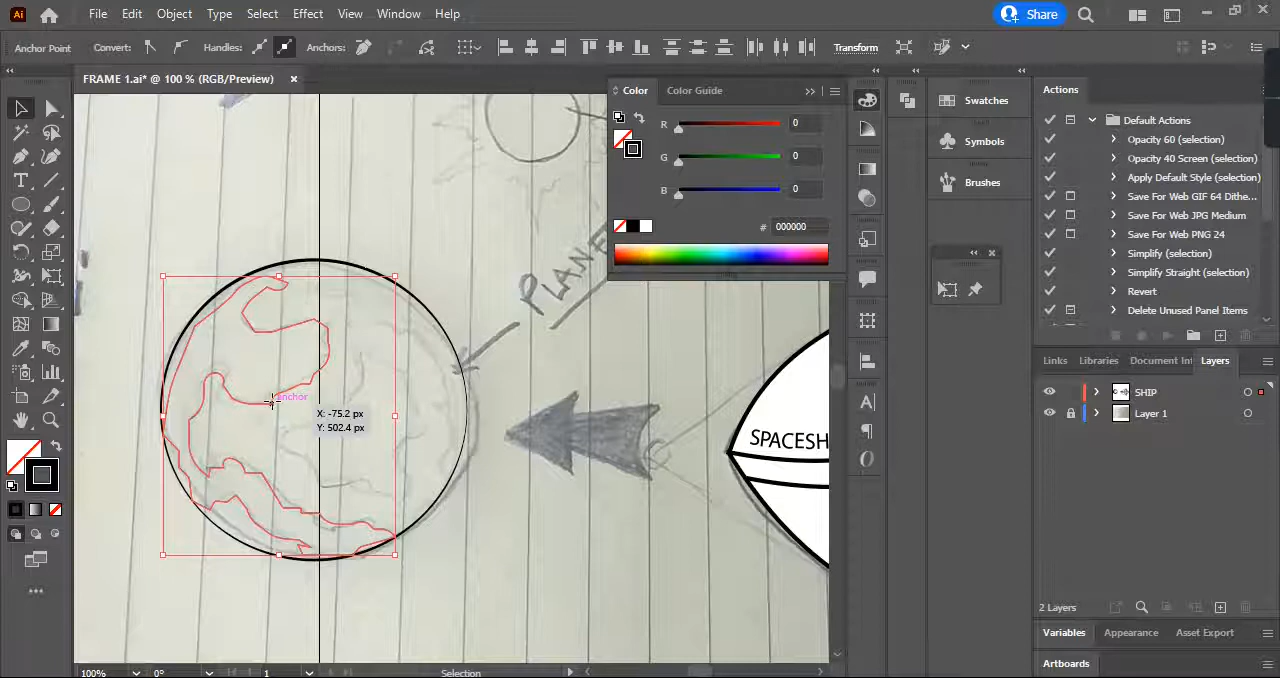 Ai File Edit Object Type Select Effect View Window Help Share
Anchor Point Convert: Handles: Anchors: Transform
FRAME 1.ai* @ 100 % (RGB/Preview) ×
Color Color Guide
R 0
G 0
B 0
# 000000
Swatches
Symbols
Brushes
Actions
Default Actions
Opacity 60 (selection)
Opacity 40 Screen (selection)
Apply Default Style (selection)
Save For Web GIF 64 Dithe...
Save For Web JPG Medium
Save For Web PNG 24
Simplify (selection)
Simplify Straight (selection)
Revert
Delete Unused Panel Items
Links Libraries Document Inf Layers
SHIP
Layer 1
2 Layers
Variables Appearance Asset Export
Artboards
PLANE
SPACESH
anchor
X: -75.2 px
Y: 502.4 px
100% 0° 1 Selection